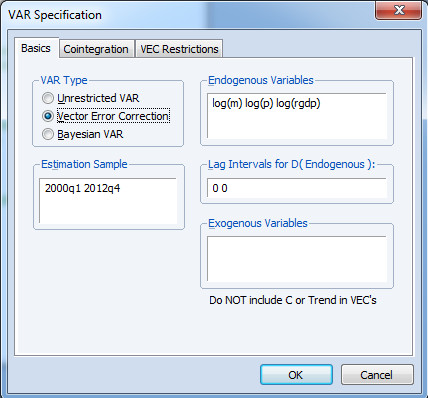 VAR Specification
Basics
Cointegration
VEC Restrictions
VAR Type
Unrestricted VAR
Vector Error Correction
Bayesian VAR
Estimation Sample
2000q1 2012q4
Endogenous Variables
log(m) log(p) log(rgdp)
Lag Intervals for D( Endogenous ):
0 0
Exogenous Variables
Do NOT include C or Trend in VEC's
OK
Cancel